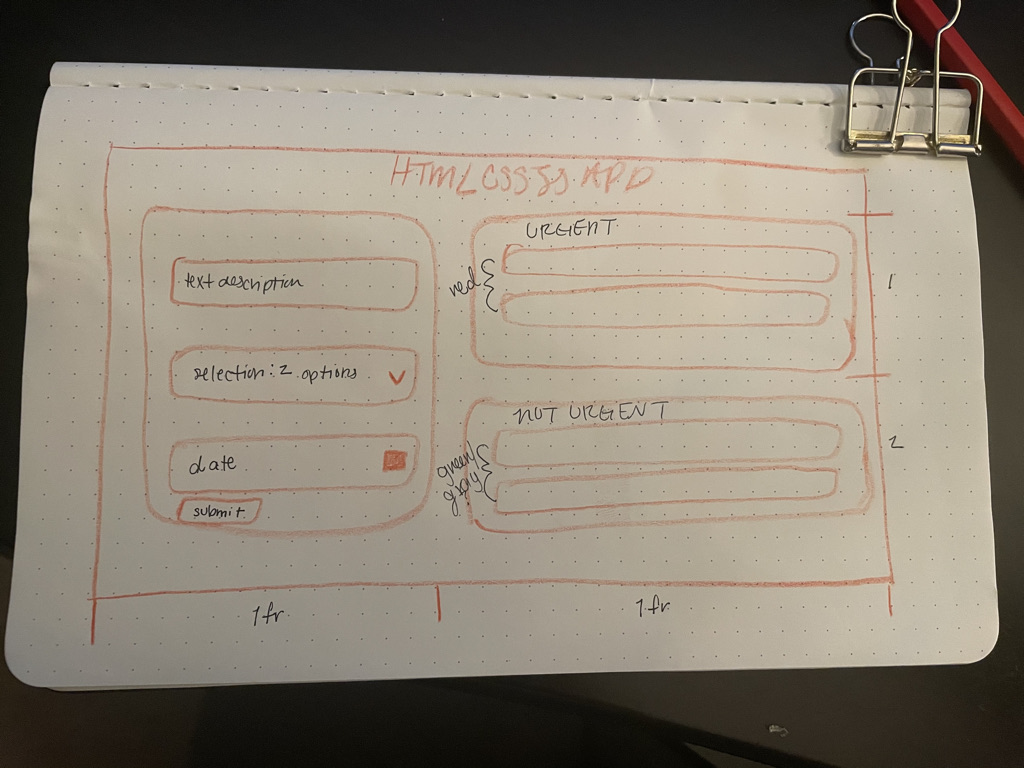 HTML CSS JS APP
text description
selection: 2 options
date
submit
URGENT
red
NOT URGENT
green/
gray
1
2
1fr
1fr